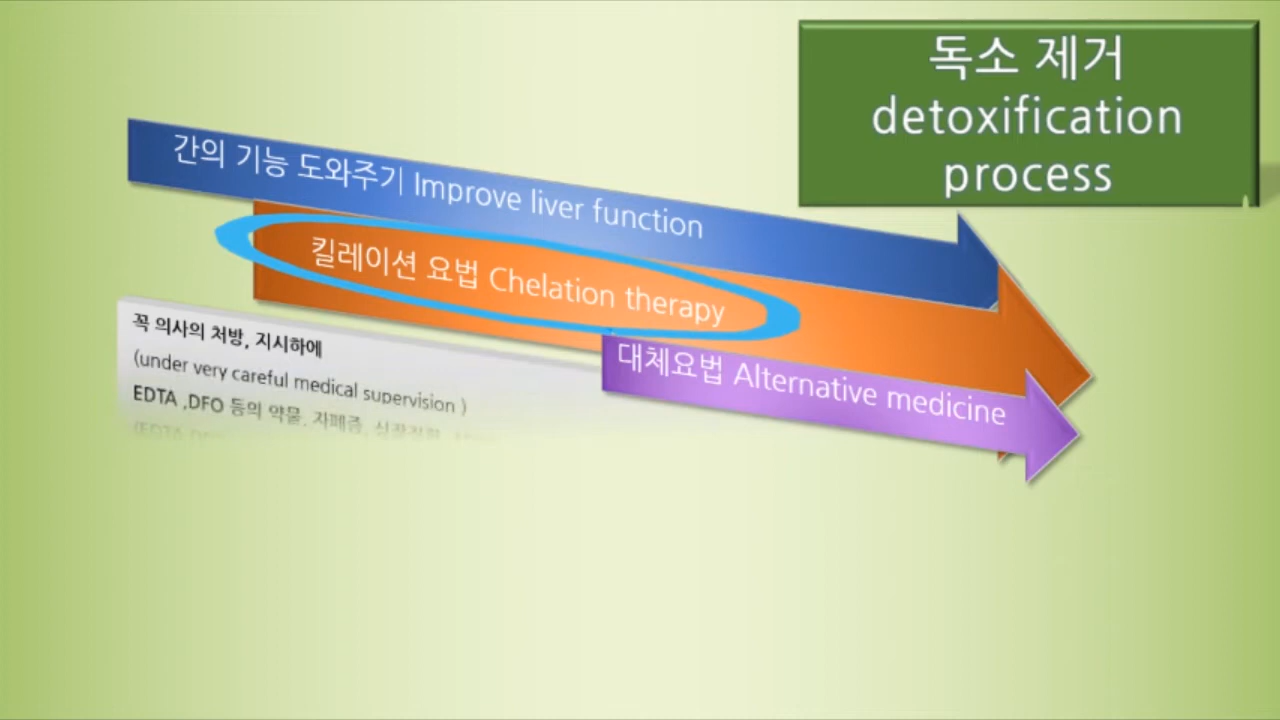 독소 제거
detoxification
process
간의 기능 도와주기 Improve liver function
킬레이션 요법 Chelation therapy
대체요법 Alternative medicine
꼭 의사의 처방, 지시하에
(under very careful medical supervision )
EDTA ,DFO 등의 약물, 자폐증, 심장질환,